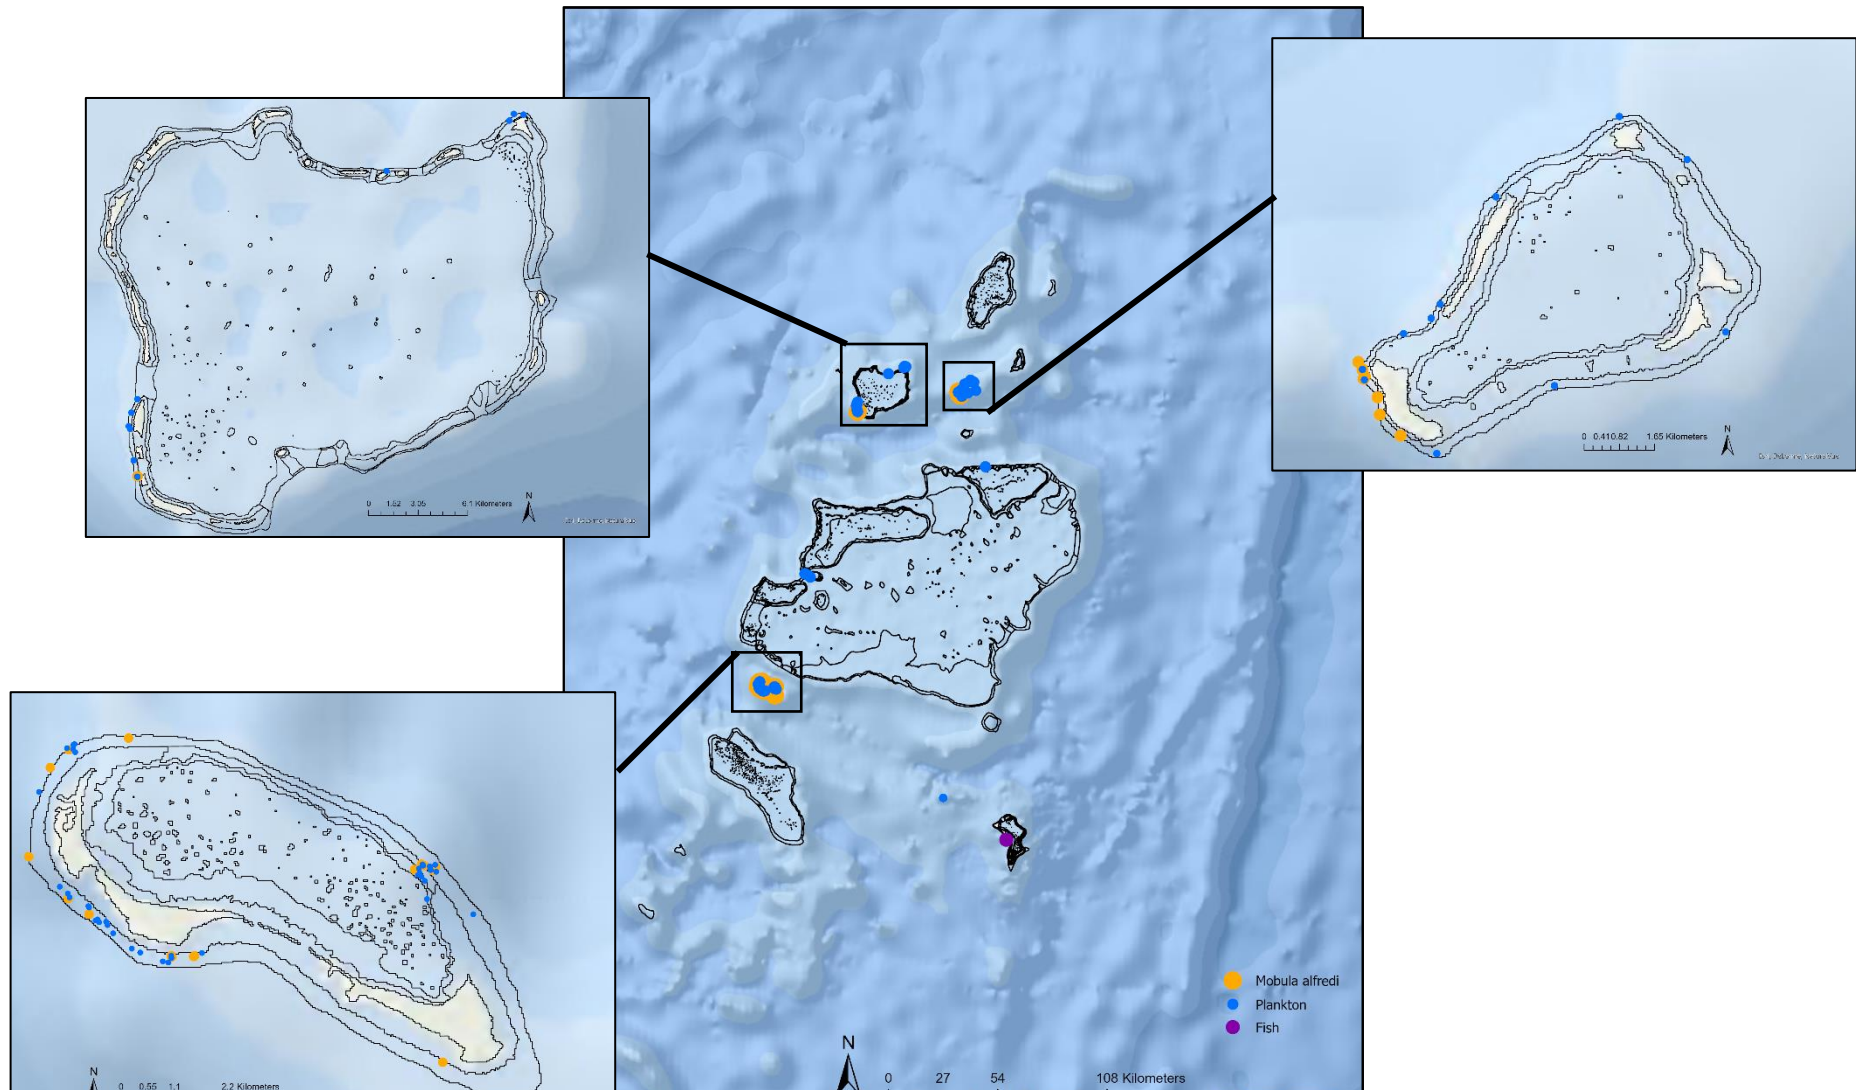 N
0 1.52 3.05 6.1 Kilometers
N
0 0.41 0.82 1.65 Kilometers
N
0 0.55 1.1 2.2 Kilometers
Mobula alfredi
Plankton
Fish
N
0 27 54 108 Kilometers